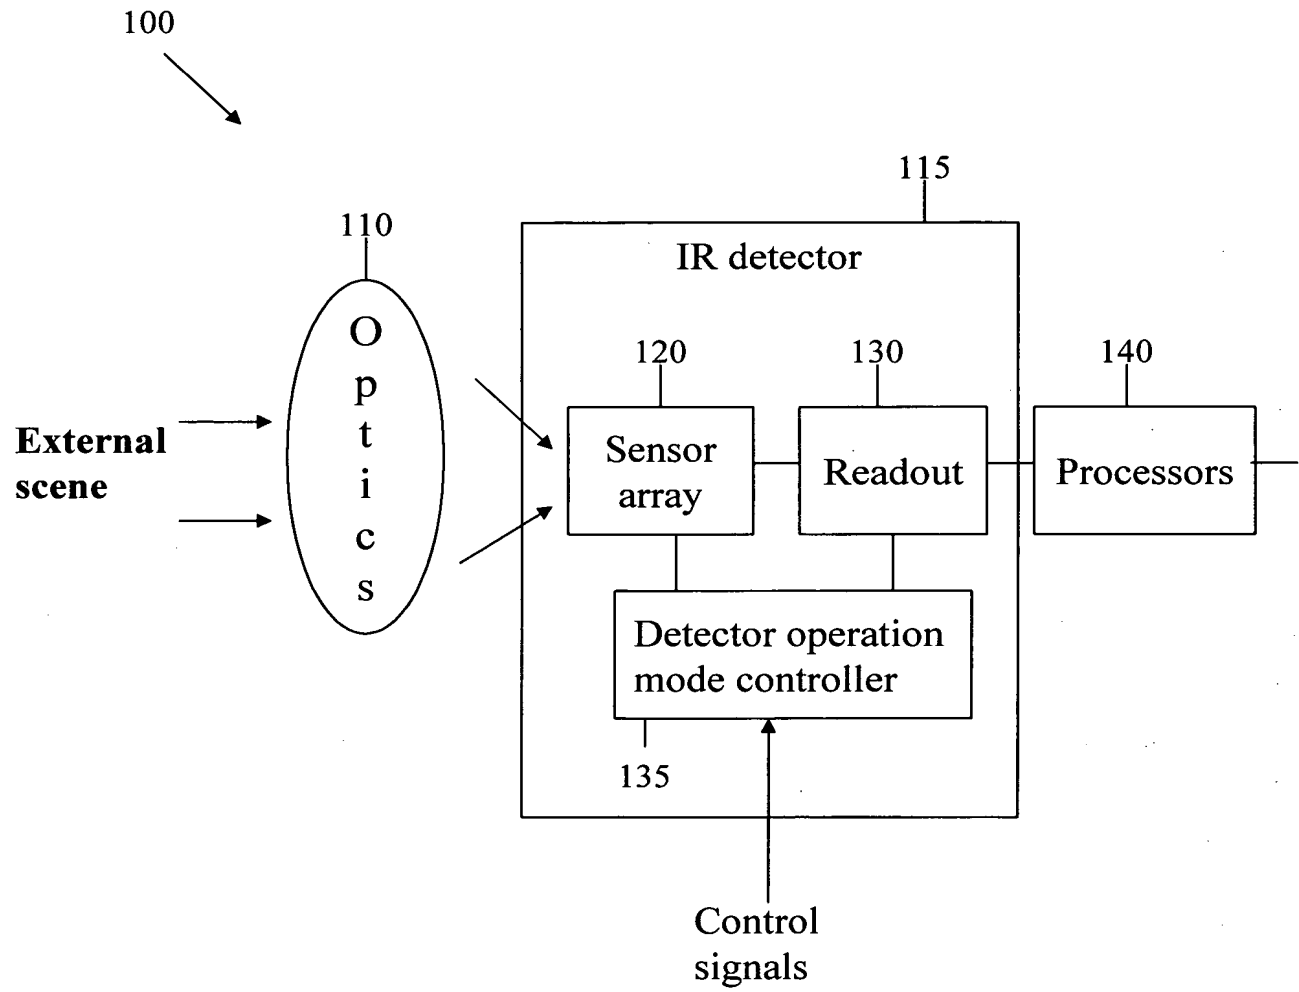 100
115
110
IR detector
Optics
120
130
140
External
scene
Sensor
array
Readout
Processors
Detector operation
mode controller
135
Control
signals